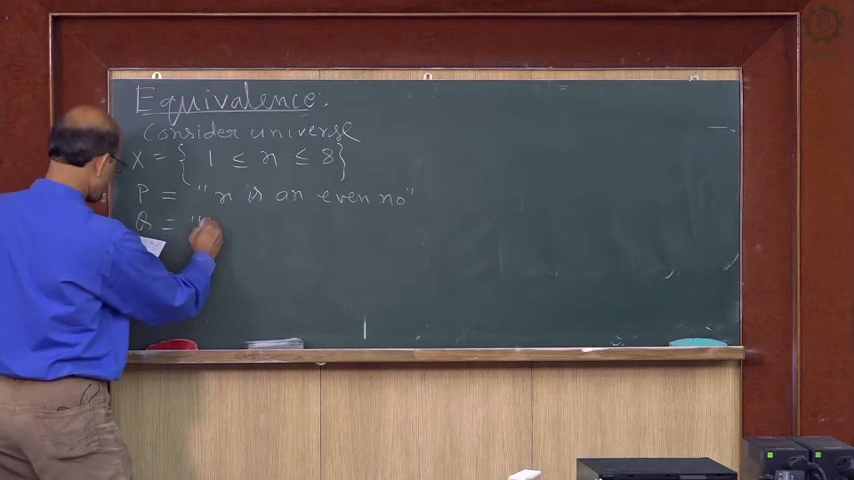 Equivalence:
Consider universe
X = { 1 ≤ n ≤ 8}
P = "n is an even no"
Q = "